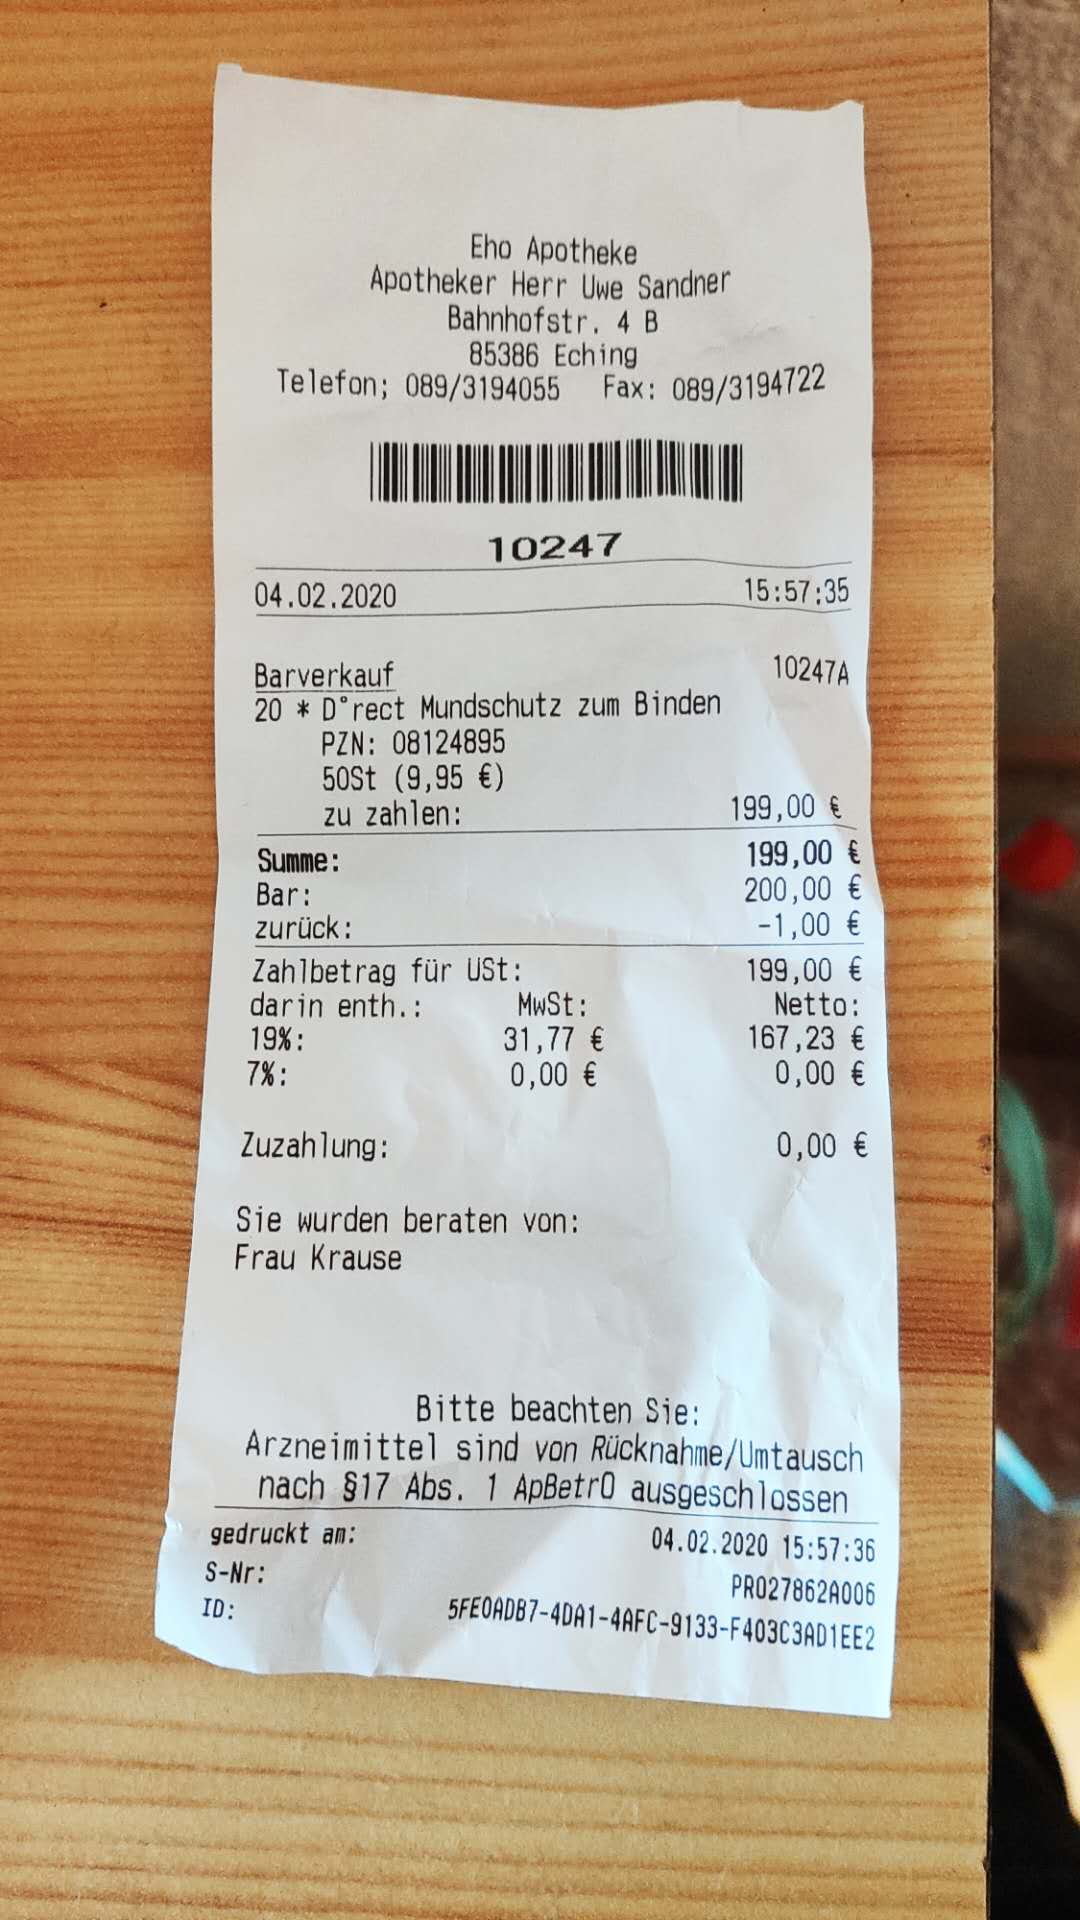 Eho Apotheke
Apotheker Herr Uwe Sandner
Bahnhofstr. 4 B
85386 Eching
Telefon: 089/3194055 Fax: 089/3194722
10247
04.02.2020 15:57:35
Barverkauf 10247A
20 * D°rect Mundschutz zum Binden
PZN: 08124895
50St (9,95 €)
zu zahlen: 199,00 €
Summe: 199,00 €
Bar: 200,00 €
zurück: -1,00 €
Zahlbetrag für USt: 199,00 €
darin enth.: MwSt: Netto:
19%: 31,77 € 167,23 €
7%: 0,00 € 0,00 €
Zuzahlung: 0,00 €
Sie wurden beraten von:
Frau Krause
Bitte beachten Sie:
Arzneimittel sind von Rücknahme/Umtausch
nach §17 Abs. 1 ApBetrO ausgeschlossen
gedruckt am: 04.02.2020 15:57:36
S-Nr: PRO27862A006
ID: 5FE0ADB7-4DA1-4AFC-9133-F403C3AD1EE2